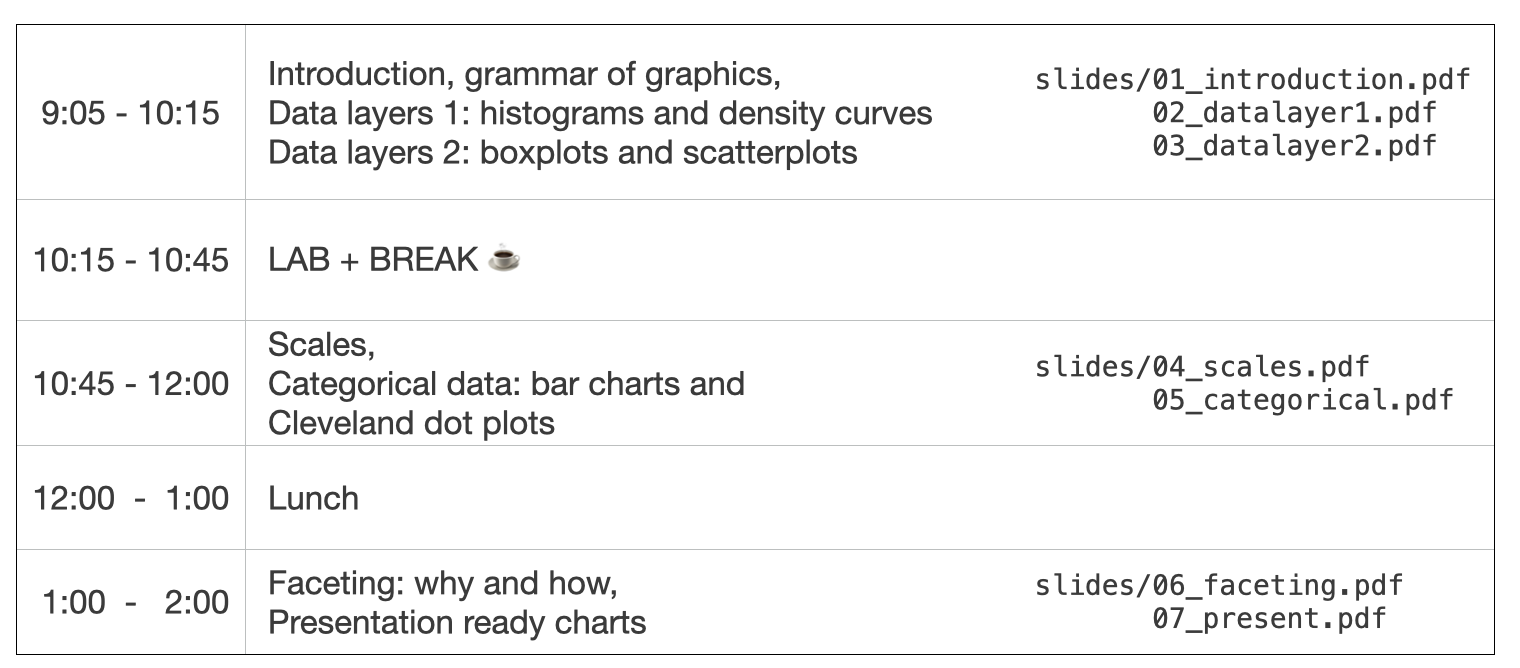 9:05 - 10:15
Introduction, grammar of graphics,
Data layers 1: histograms and density curves
Data layers 2: boxplots and scatterplots
slides/01_introduction.pdf
02_datalayer1.pdf
03_datalayer2.pdf
10:15 - 10:45
LAB + BREAK ☕
10:45 - 12:00
Scales,
Categorical data: bar charts and
Cleveland dot plots
slides/04_scales.pdf
05_categorical.pdf
12:00 - 1:00
Lunch
1:00 - 2:00
Faceting: why and how,
Presentation ready charts
slides/06_faceting.pdf
07_present.pdf